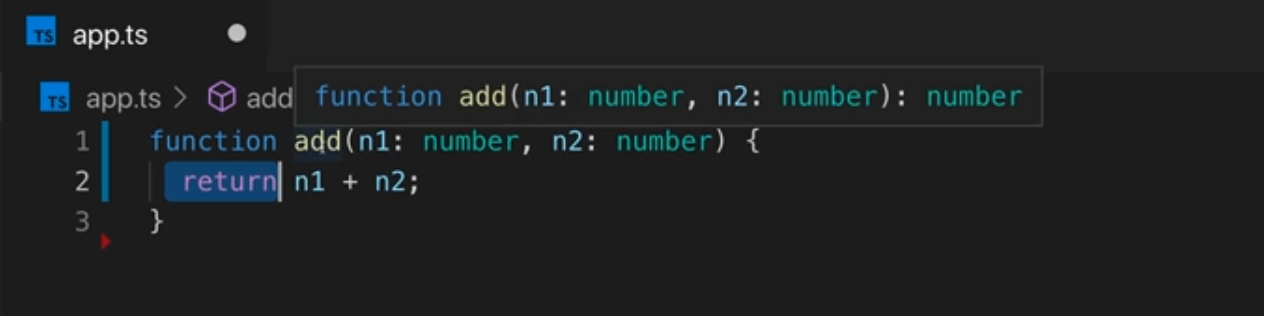 TS app.ts
TS app.ts > add
function add(n1: number, n2: number): number
1 function add(n1: number, n2: number) {
2 return n1 + n2;
3 }